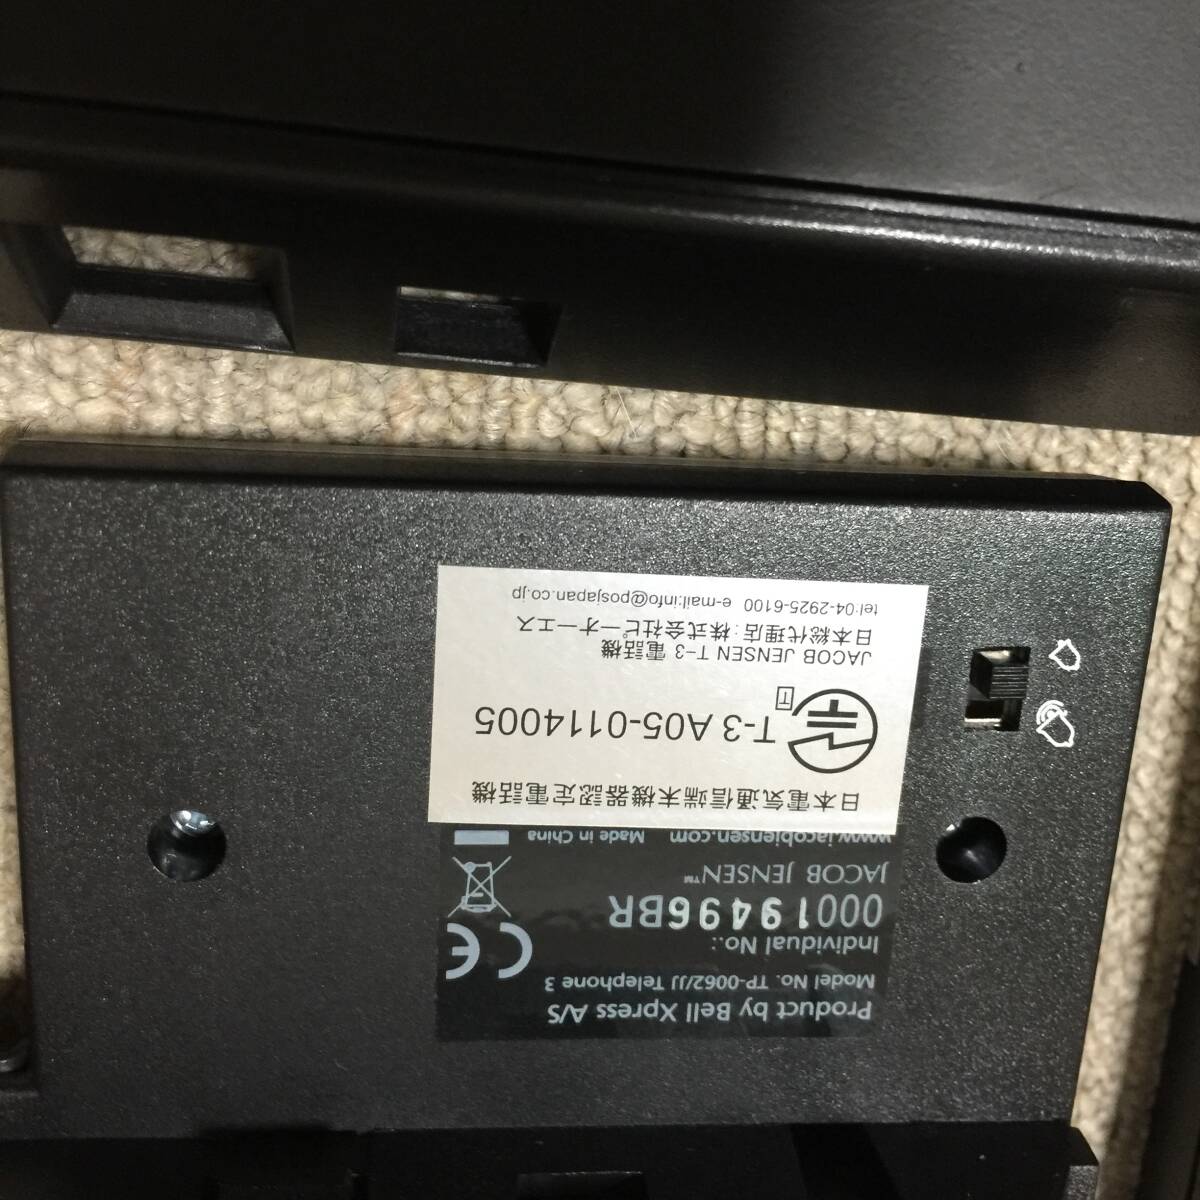 Product by Bell Xpress A/S
Model No. TP-0062/JJ Telephone 3
Individual No.:
00019496BR
JACOB JENSEN™
www.jacobjensen.com Made in China
日本電気通信端末機器認定電話機
T T-3 A05-0114005
JACOB JENSEN T-3 電話機
日本総代理店:株式会社ピーオーエス
tel:04-2925-6100 e-mail:info@posjapan.co.jp